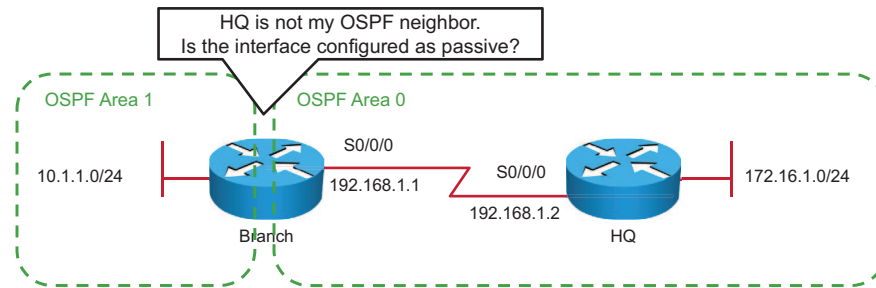 HQ is not my OSPF neighbor.
Is the interface configured as passive?
OSPF Area 1
OSPF Area 0
S0/0/0
10.1.1.0/24
S0/0/0
172.16.1.0/24
192.168.1.1
192.168.1.2
Branch
HQ